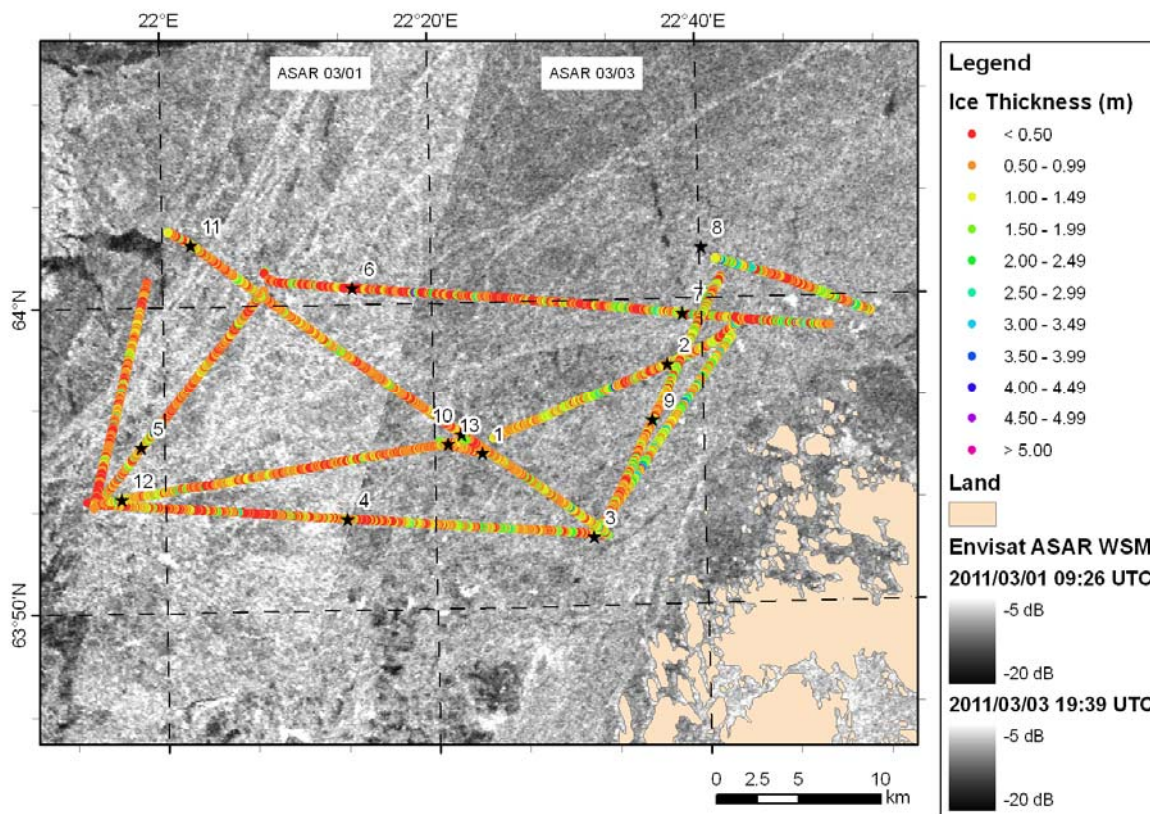 22°E 22°20'E 22°40'E
ASAR 03/01 ASAR 03/03
64°N
63°50'N
11
8
6
7
2
9
10 13 1
5
12
4
3
0 2.5 5 10
km
Legend
Ice Thickness (m)
< 0.50
0.50 - 0.99
1.00 - 1.49
1.50 - 1.99
2.00 - 2.49
2.50 - 2.99
3.00 - 3.49
3.50 - 3.99
4.00 - 4.49
4.50 - 4.99
> 5.00
Land
Envisat ASAR WSM
2011/03/01 09:26 UTC
-5 dB
-20 dB
2011/03/03 19:39 UTC
-5 dB
-20 dB